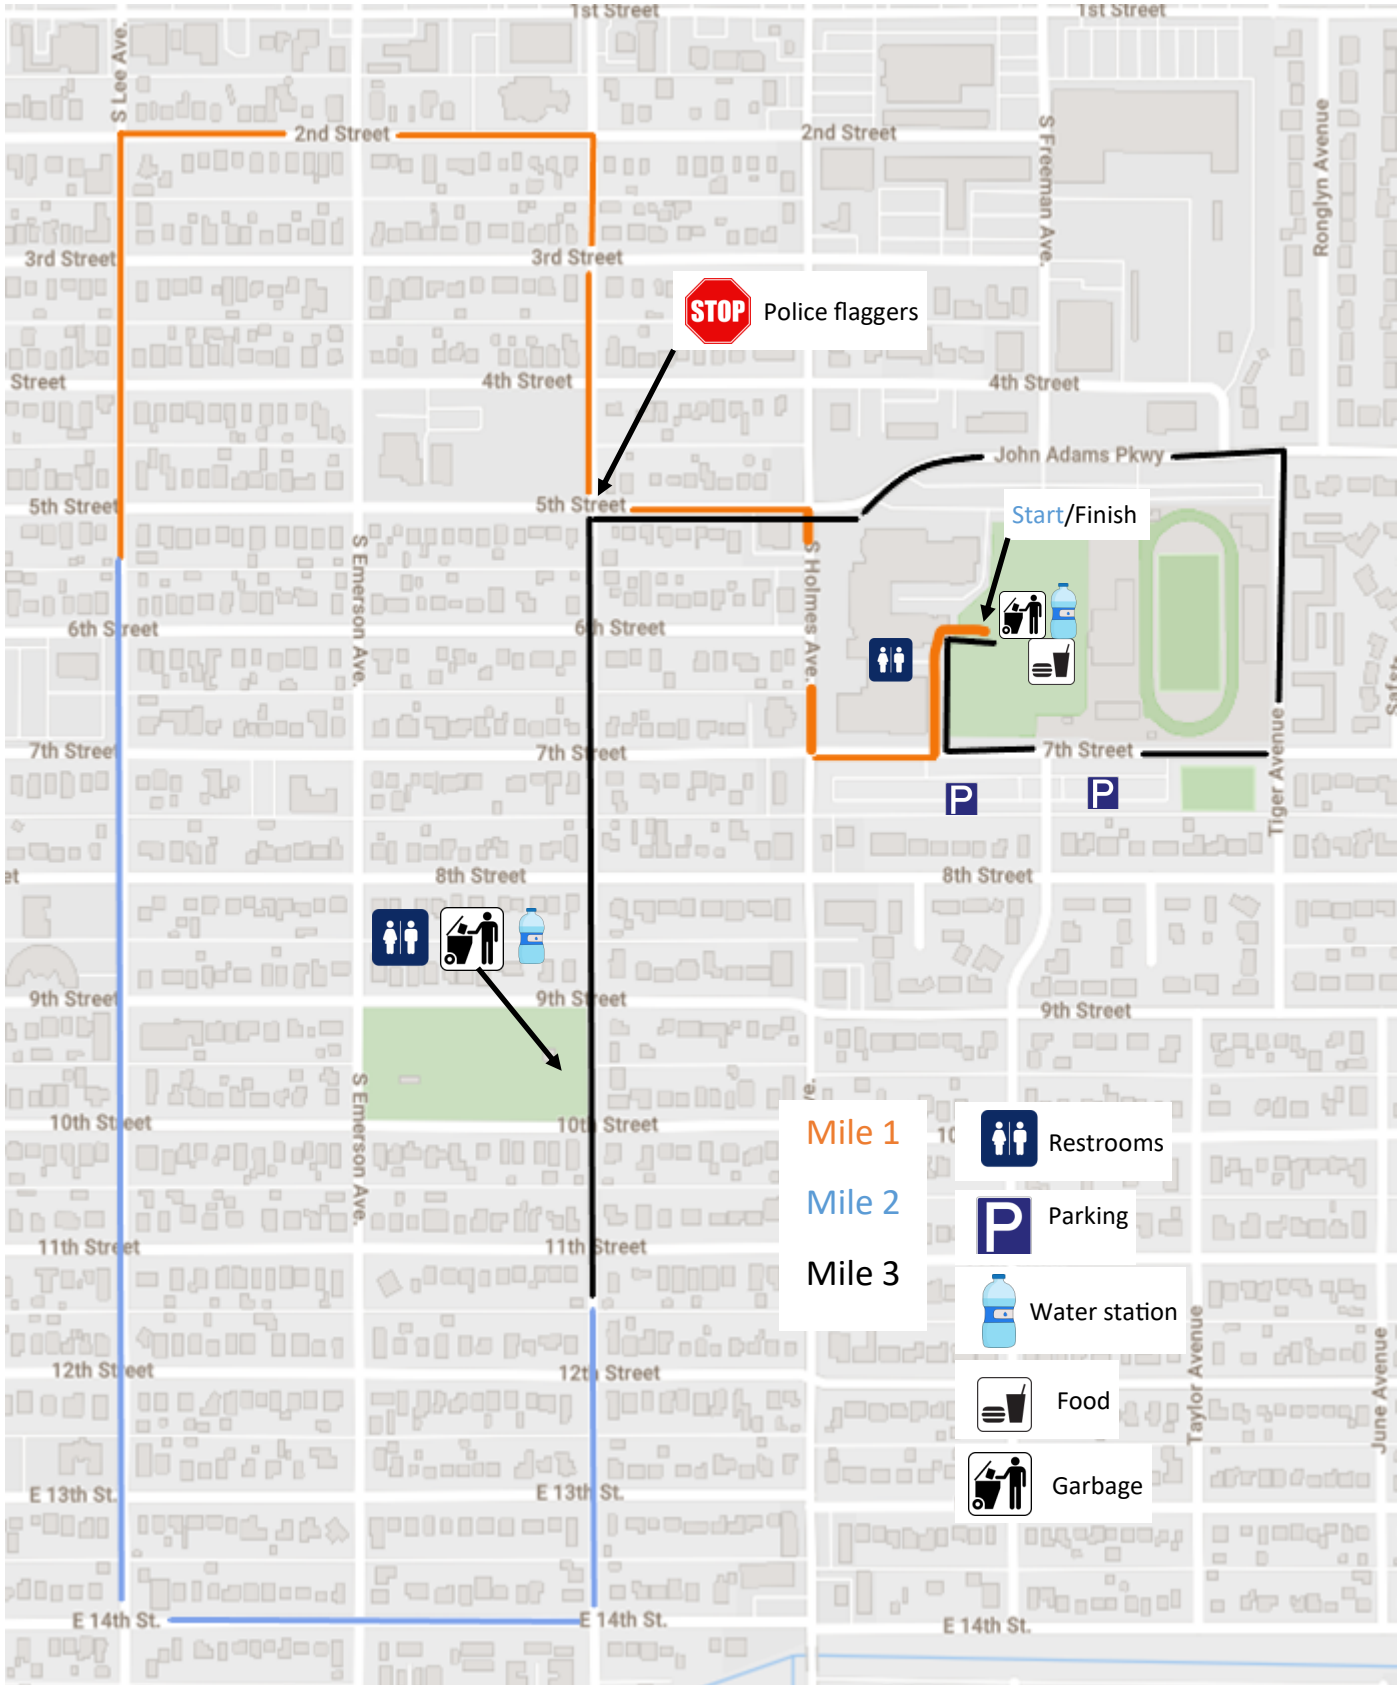 1st Street
1st Street
S Lee Ave.
2nd Street
2nd Street
S Freeman Ave.
Ronglyn Avenue
3rd Street
3rd Street
STOP
Police flaggers
Street
4th Street
4th Street
John Adams Pkwy
5th Street
5th Street
Start/Finish
S Emerson Ave.
S Holmes Ave.
6th Street
6th Street
7th Street
7th Street
7th Street
Tiger Avenue
P
P
et
8th Street
8th Street
9th Street
9th Street
9th Street
S Emerson Ave.
ve.
10th Street
10th Street
10
Mile 1
Mile 2
Mile 3
Restrooms
P
Parking
Water station
Food
Garbage
11th Street
11th Street
12th Street
12th Street
Taylor Avenue
June Avenue
E 13th St.
E 13th St.
E 14th St.
E 14th St.
E 14th St.